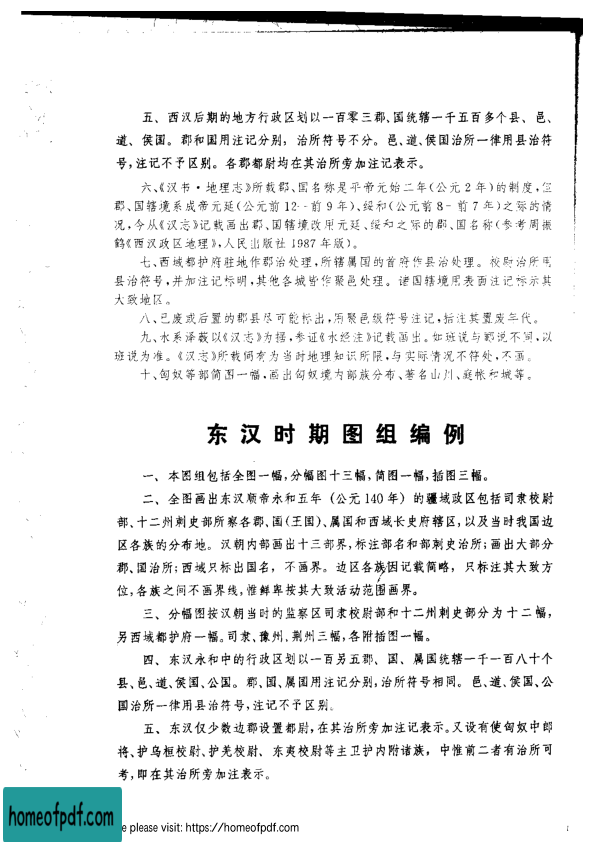 五、西汉后期的地方行政区划以一百零三郡、国统辖一千五百多个县、邑、
道、侯国。郡和国用注记分别，治所符号不分。邑、道、侯国治所一律用县治符
号，注记不予区别。各郡都尉均在其治所旁加注记表示。
六、《汉书·地理志》所载郡、国名称是平帝元始二年（公元2年）的制度，但
郡、国辖境系成帝元延（公元前12--前9年）、绥和（公元前8-前7年）之际的情
况，今从《汉志》记载画出郡、国辖境改用元延、绥和之际的郡、国名称（参考周振
鹤《西汉政区地理》，人民出版社1987年版）。
七、西域都护府驻地作郡治处理，所辖属国的首府作县治处理。校尉治所用
县治符号，并加注记标明，其他各城皆作聚邑处理。诸国辖境用表面注记标示其
大致地区。
八、已废或后置的郡县尽可能标出，用聚邑级符号注记，括注其置废年代。
九、水系泽薮以《汉志》为据，参证《水经注》记载画出。如班说与郦说不同，以
班说为准。《汉志》所载间有为当时地理知识所限，与实际情况不符处，不画。
十、匈奴等部简图一幅，画出匈奴境内部族分布、著名山川、庭帐和城等。
东汉时期图组编例
一、本图组包括全图一幅，分幅图十三幅，简图一幅，插图三幅。
二、全图画出东汉顺帝永和五年（公元140年）的疆域政区包括司隶校尉
部、十二州刺史部所察各郡、国（王国）、属国和西域长史府辖区，以及当时我国边
区各族的分布地。汉朝内部画出十三部界，标注部名和部刺史治所；画出大部分
郡、国治所；西域只标出国名，不画界。边区各族因记载简略，只标注其大致方
位，各族之间不画界线，惟鲜卑按其大致活动范围画界。
三、分幅图按汉朝当时的监察区司隶校尉部和十二州刺史部分为十二幅，
另西域都护府一幅。司隶、豫州、荆州三幅，各附插图一幅。
四、东汉永和中的行政区划以一百另五郡、国、属国统辖一千一百八十个
县、邑、道、侯国、公国。郡、国、属国用注记分别，治所符号相同。邑、道、侯国、公
国治所一律用县治符号，注记不予区别。
五、东汉仅少数边郡设置都尉，在其治所旁加注记表示。又设有使匈奴中郎
将、护乌桓校尉、护羌校尉、东夷校尉等主卫护内附诸族，中惟前二者有治所可
考，即在其治所旁加注表示。
homeofpdf.com
e please visit: https://homeofpdf.com